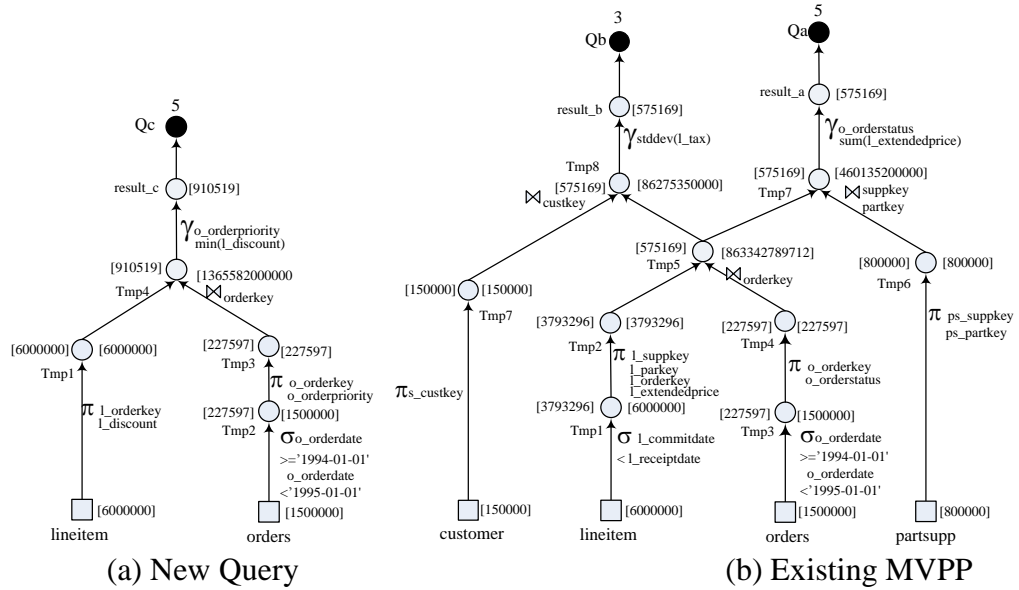 5
Qc
result_c
[910519]
γ o_orderpriority
min(l_discount)
[910519]
[1365582000000
Tmp4
⋈ orderkey
[6000000]
[6000000]
Tmp1
[227597]
[227597]
Tmp3
π l_orderkey
l_discount
π o_orderkey
o_orderpriority
[227597]
[1500000]
Tmp2
σ o_orderdate
>='1994-01-01'
o_orderdate
<'1995-01-01'
[6000000]
lineitem
[1500000]
orders
(a) New Query
3
Qb
5
Qa
result_b
[575169]
result_a
[575169]
γ stddev(l_tax)
γ o_orderstatus
sum(l_extendedprice)
Tmp8
[575169]
[86275350000]
⋈ custkey
[575169]
[460135200000]
Tmp7
⋈ suppkey
partkey
[575169]
[863342789712]
Tmp5
⋈ orderkey
[150000]
[150000]
Tmp7
[800000]
[800000]
Tmp6
[3793296]
[3793296]
Tmp2
[227597]
[227597]
Tmp4
π ps_suppkey
ps_partkey
π l_suppkey
l_parkey
l_orderkey
l_extendedprice
π o_orderkey
o_orderstatus
π s_custkey
[3793296]
[6000000]
Tmp1
[227597]
[1500000]
Tmp3
σ l_commitdate
< l_receiptdate
σ o_orderdate
>='1994-01-01'
o_orderdate
<'1995-01-01'
[150000]
customer
[6000000]
lineitem
[1500000]
orders
[800000]
partsupp
(b) Existing MVPP